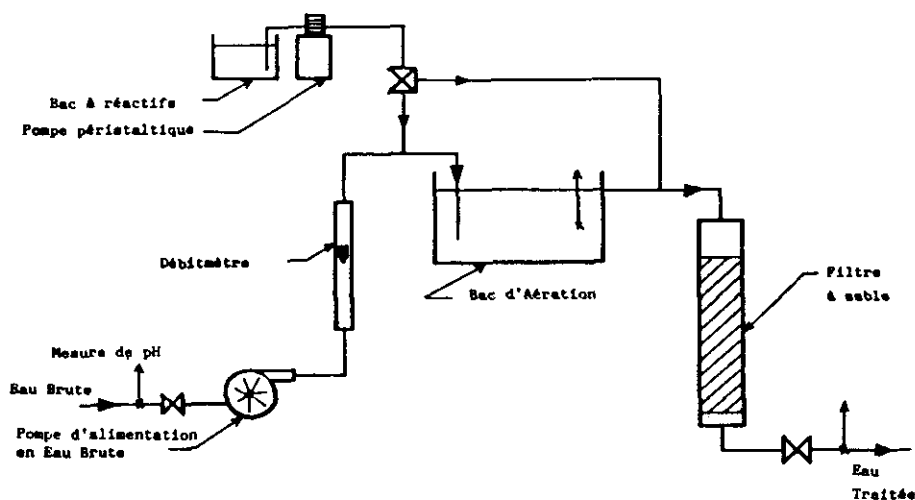 Bac à réactifs
Pompe péristaltique
Débitmètre
Bac d'Aération
Filtre
à sable
Mesure de pH
Eau Brute
Pompe d'alimentation
en Eau Brute
Eau
Traitée